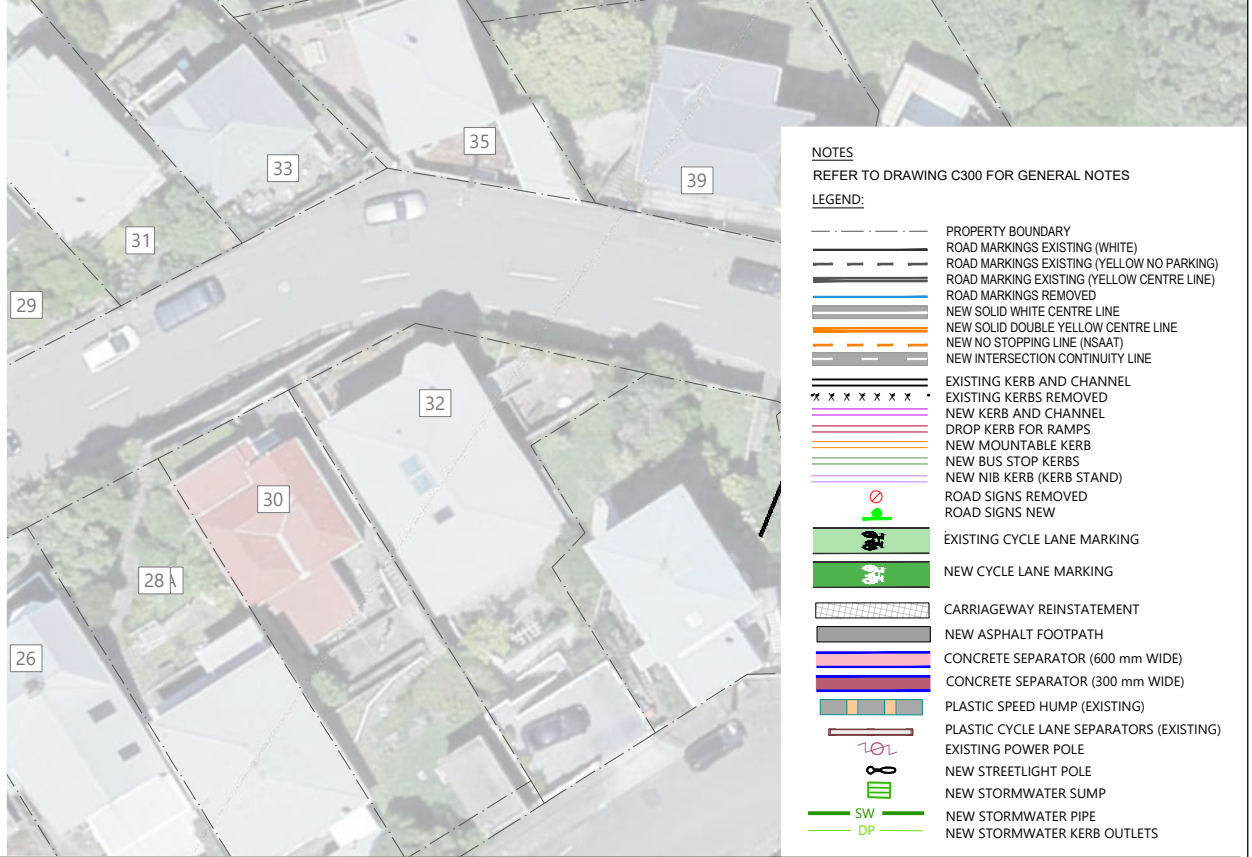 35
33
39
31
29
32
30
28
26
NOTES
REFER TO DRAWING C300 FOR GENERAL NOTES
LEGEND:
PROPERTY BOUNDARY
ROAD MARKINGS EXISTING (WHITE)
ROAD MARKINGS EXISTING (YELLOW NO PARKING)
ROAD MARKING EXISTING (YELLOW CENTRE LINE)
ROAD MARKINGS REMOVED
NEW SOLID WHITE CENTRE LINE
NEW SOLID DOUBLE YELLOW CENTRE LINE
NEW NO STOPPING LINE (NSAAT)
NEW INTERSECTION CONTINUITY LINE
EXISTING KERB AND CHANNEL
EXISTING KERBS REMOVED
NEW KERB AND CHANNEL
DROP KERB FOR RAMPS
NEW MOUNTABLE KERB
NEW BUS STOP KERBS
NEW NIB KERB (KERB STAND)
ROAD SIGNS REMOVED
ROAD SIGNS NEW
EXISTING CYCLE LANE MARKING
NEW CYCLE LANE MARKING
CARRIAGEWAY REINSTATEMENT
NEW ASPHALT FOOTPATH
CONCRETE SEPARATOR (600 mm WIDE)
CONCRETE SEPARATOR (300 mm WIDE)
PLASTIC SPEED HUMP (EXISTING)
PLASTIC CYCLE LANE SEPARATORS (EXISTING)
EXISTING POWER POLE
NEW STREETLIGHT POLE
NEW STORMWATER SUMP
SW NEW STORMWATER PIPE
DP NEW STORMWATER KERB OUTLETS